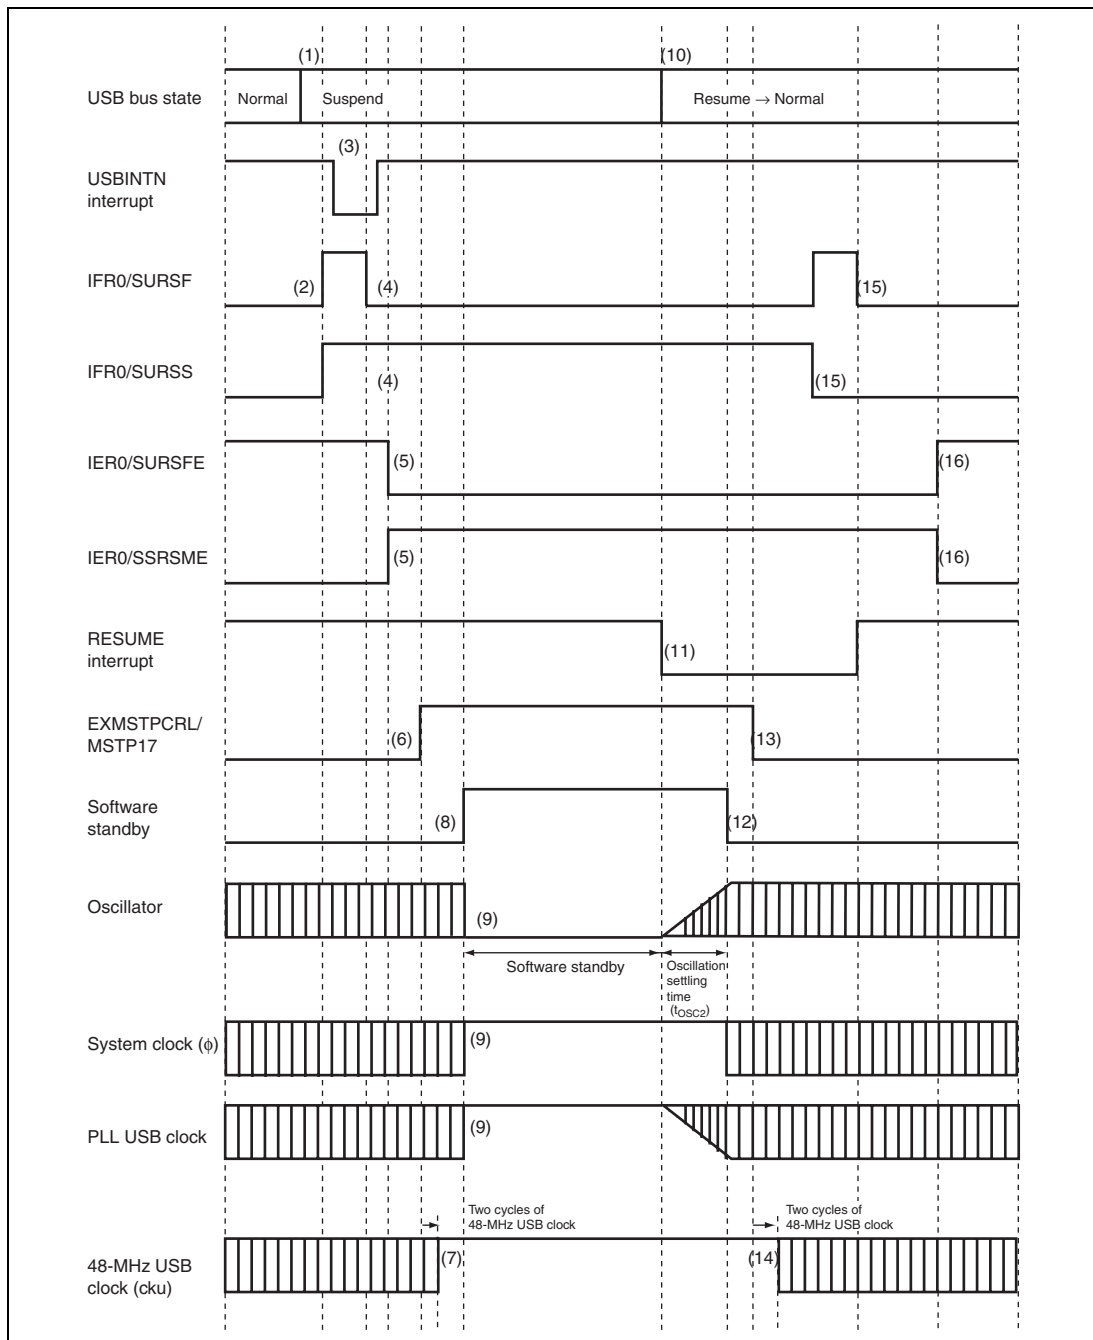 (1)
(10)
USB bus state
Normal
Suspend
Resume → Normal
(3)
USBINTN
interrupt
IFR0/SURSF
(2)
(4)
(15)
IFR0/SURSS
(4)
(15)
IER0/SURSFE
(5)
(16)
IER0/SSRSME
(5)
(16)
RESUME
interrupt
(11)
EXMSTPCRL/
MSTP17
(6)
(13)
Software
standby
(8)
(12)
Oscillator
(9)
Software standby
Oscillation
settling
time
(tOSC2)
System clock (ϕ)
(9)
PLL USB clock
(9)
Two cycles of
48-MHz USB clock
Two cycles of
48-MHz USB clock
48-MHz USB
clock (cku)
(7)
(14)